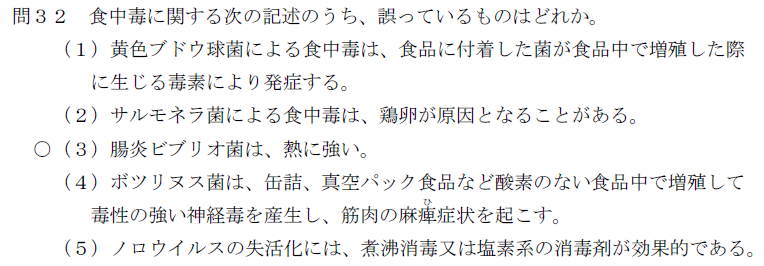 問３２　食中毒に関する次の記述のうち、誤っているものはどれか。
（１）黄色ブドウ球菌による食中毒は、食品に付着した菌が食品中で増殖した際
に生じる毒素により発症する。
（２）サルモネラ菌による食中毒は、鶏卵が原因となることがある。
○（３）腸炎ビブリオ菌は、熱に強い。
（４）ボツリヌス菌は、缶詰、真空パック食品など酸素のない食品中で増殖して
ひ
毒性の強い神経毒を産生し、筋肉の麻痺症状を起こす。
（５）ノロウイルスの失活化には、煮沸消毒又は塩素系の消毒剤が効果的である。